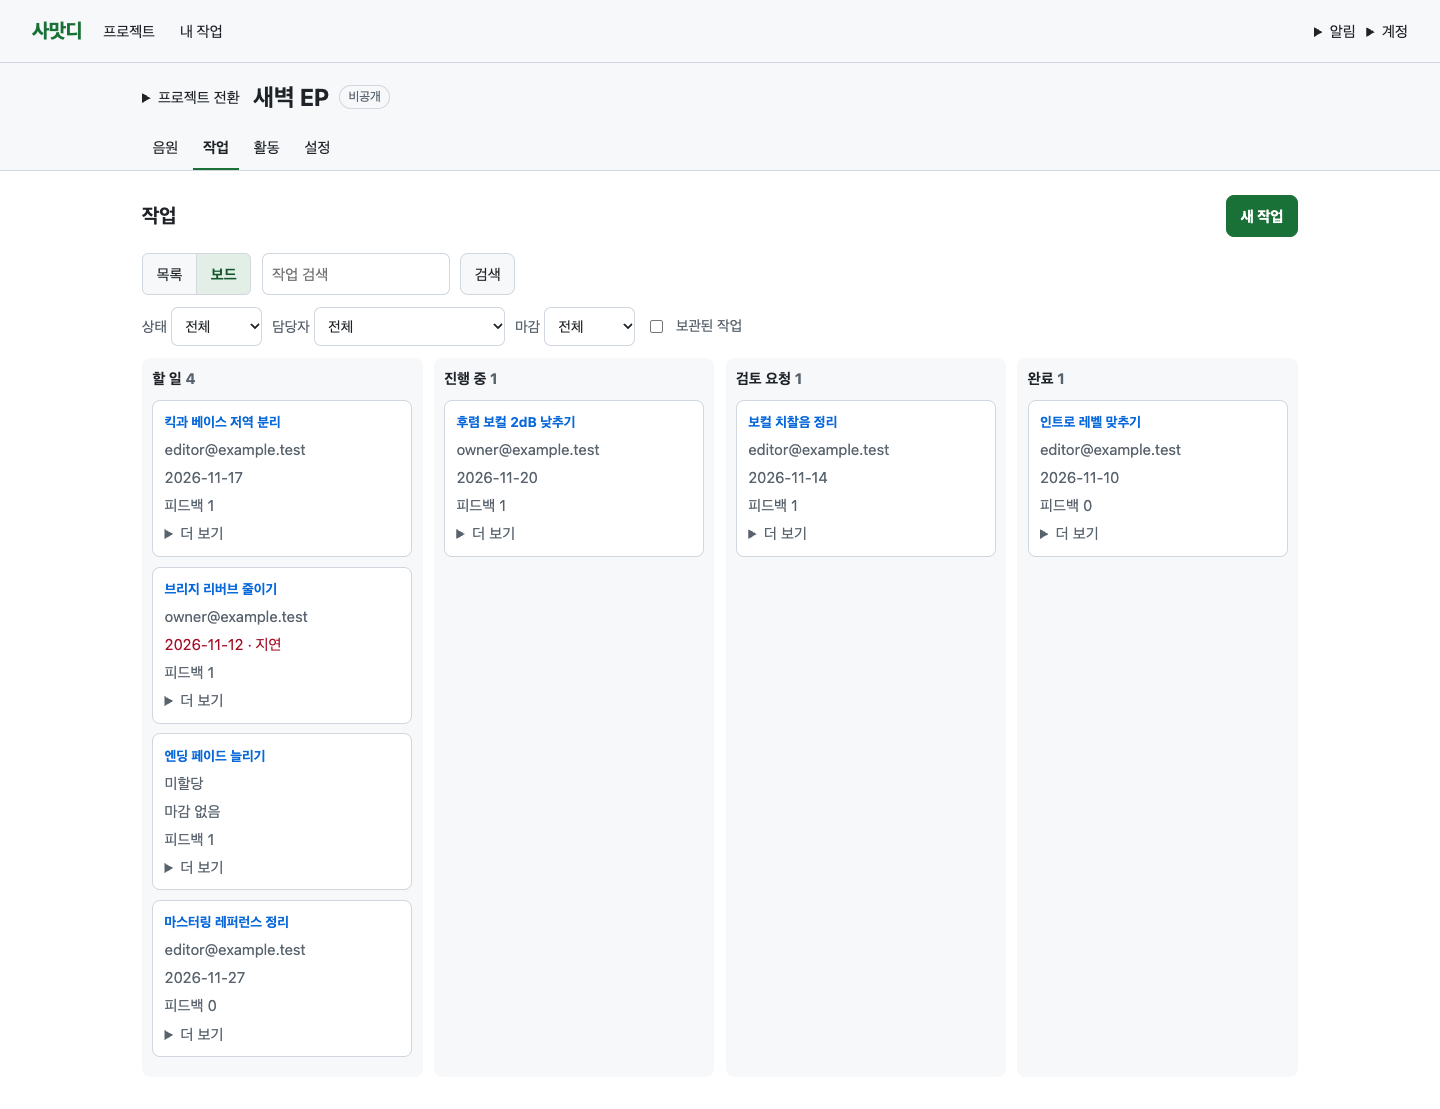 사맛디 프로젝트 내 작업 ▶ 알림 ▶ 계정
▶ 프로젝트 전환 새벽 EP 비공개
음원 작업 활동 설정
작업 새 작업
목록 보드 작업 검색 검색
상태 전체 담당자 전체 마감 전체 보관된 작업
할 일 4
킥과 베이스 저역 분리
editor@example.test
2026-11-17
피드백 1
▶ 더 보기
브리지 리버브 줄이기
owner@example.test
2026-11-12 · 지연
피드백 1
▶ 더 보기
엔딩 페이드 늘리기
미할당
마감 없음
피드백 1
▶ 더 보기
마스터링 레퍼런스 정리
editor@example.test
2026-11-27
피드백 0
▶ 더 보기
진행 중 1
후렴 보컬 2dB 낮추기
owner@example.test
2026-11-20
피드백 1
▶ 더 보기
검토 요청 1
보컬 치찰음 정리
editor@example.test
2026-11-14
피드백 1
▶ 더 보기
완료 1
인트로 레벨 맞추기
editor@example.test
2026-11-10
피드백 0
▶ 더 보기